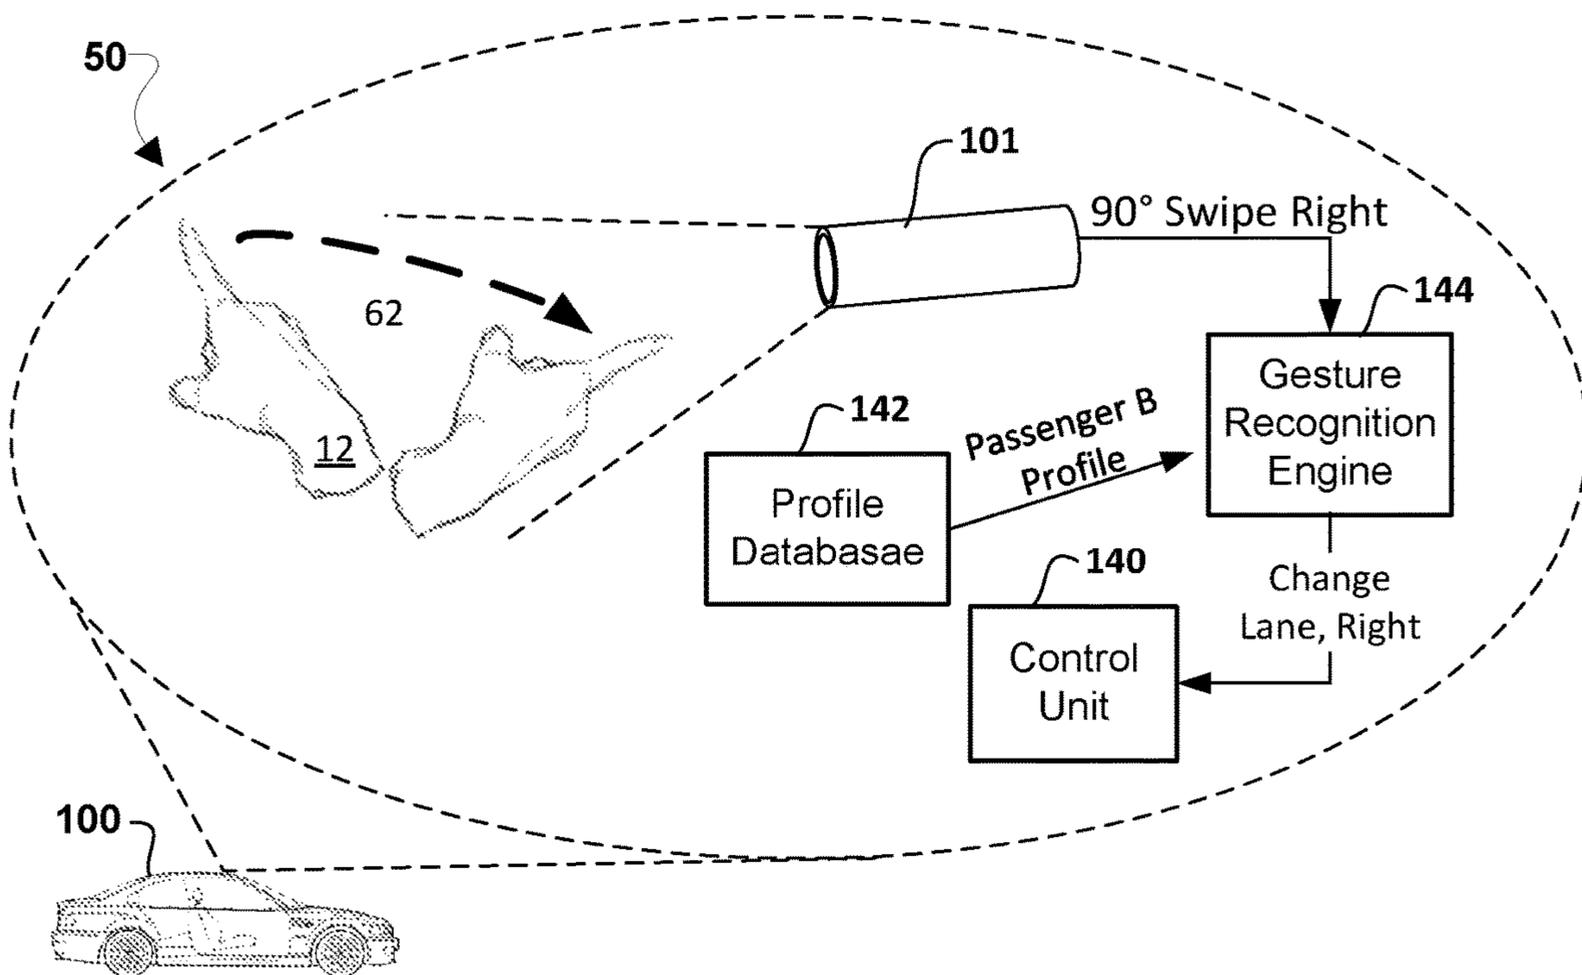 50
101
90° Swipe Right
62
144
Gesture
Recognition
Engine
12
142
Passenger B
Profile
Profile
Databasae
140
Change
Lane, Right
Control
Unit
100